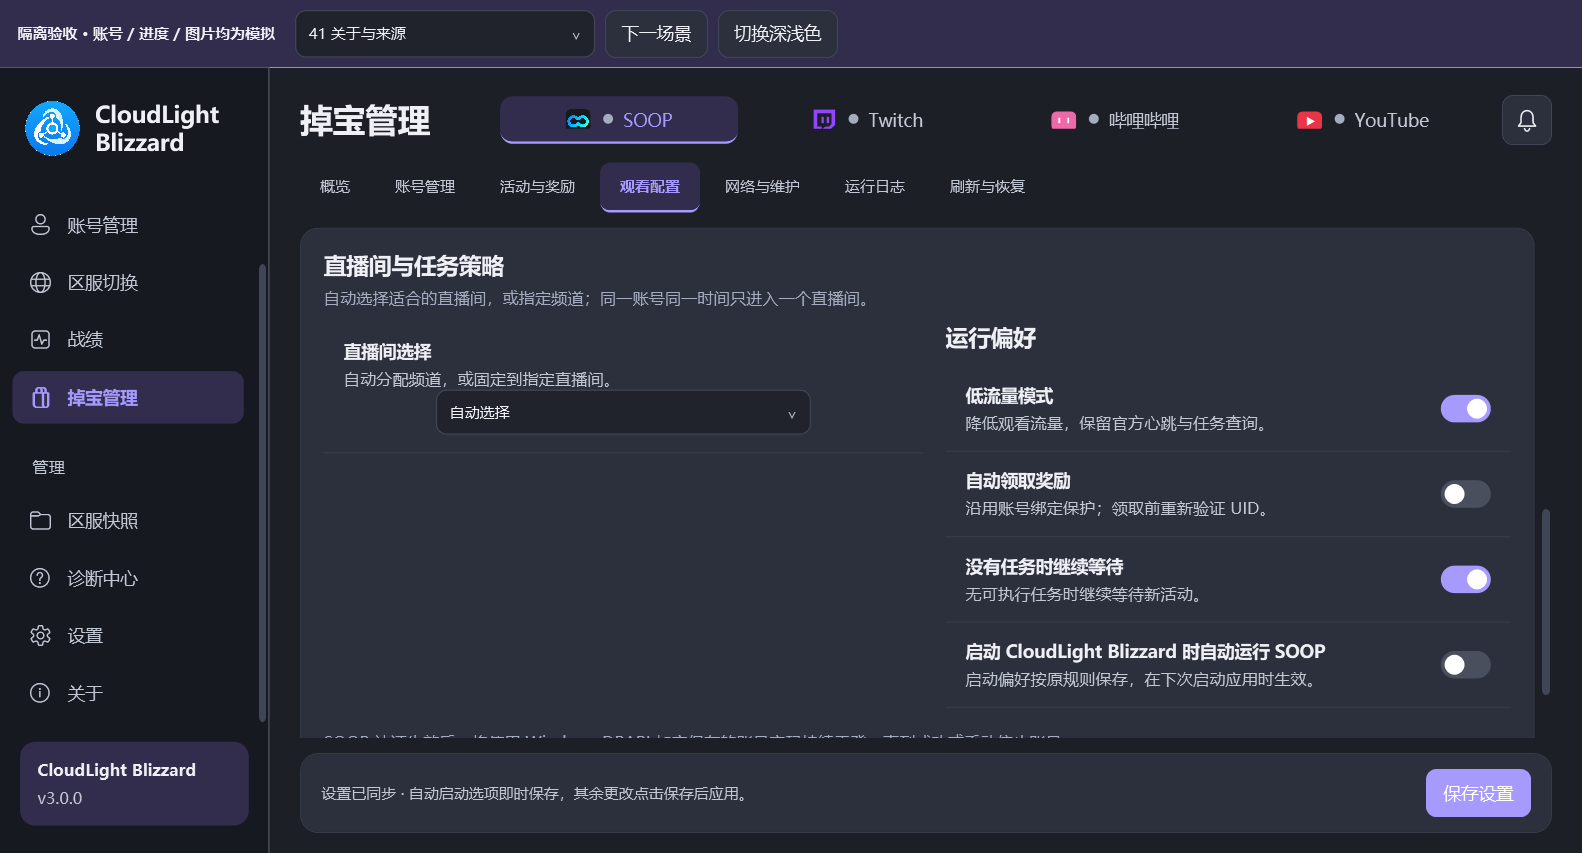 隔离验收 • 账号 / 进度 / 图片均为模拟
41 关于与来源
下一场景
切换深浅色
CloudLight
Blizzard
账号管理
区服切换
战绩
掉宝管理
管理
区服快照
诊断中心
设置
关于
CloudLight Blizzard
v3.0.0
掉宝管理
SOOP
Twitch
哔哩哔哩
YouTube
概览
账号管理
活动与奖励
观看配置
网络与维护
运行日志
刷新与恢复
直播间与任务策略
自动选择适合的直播间，或指定频道；同一账号同一时间只进入一个直播间。
直播间选择
自动分配频道，或固定到指定直播间。
自动选择
运行偏好
低流量模式
降低观看流量，保留官方心跳与任务查询。
自动领取奖励
沿用账号绑定保护；领取前重新验证 UID。
没有任务时继续等待
无可执行任务时继续等待新活动。
启动 CloudLight Blizzard 时自动运行 SOOP
启动偏好按原规则保存，在下次启动应用时生效。
设置已同步 · 自动启动选项即时保存，其余更改点击保存后应用。
保存设置